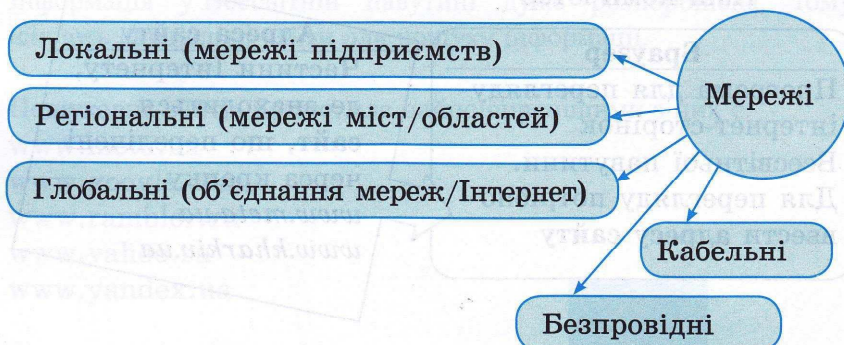 Локальні (мережі підприємств)
Мережі
Регіональні (мережі міст/областей)
Глобальні (об’єднання мереж/Інтернет)
Кабельні
Безпровідні